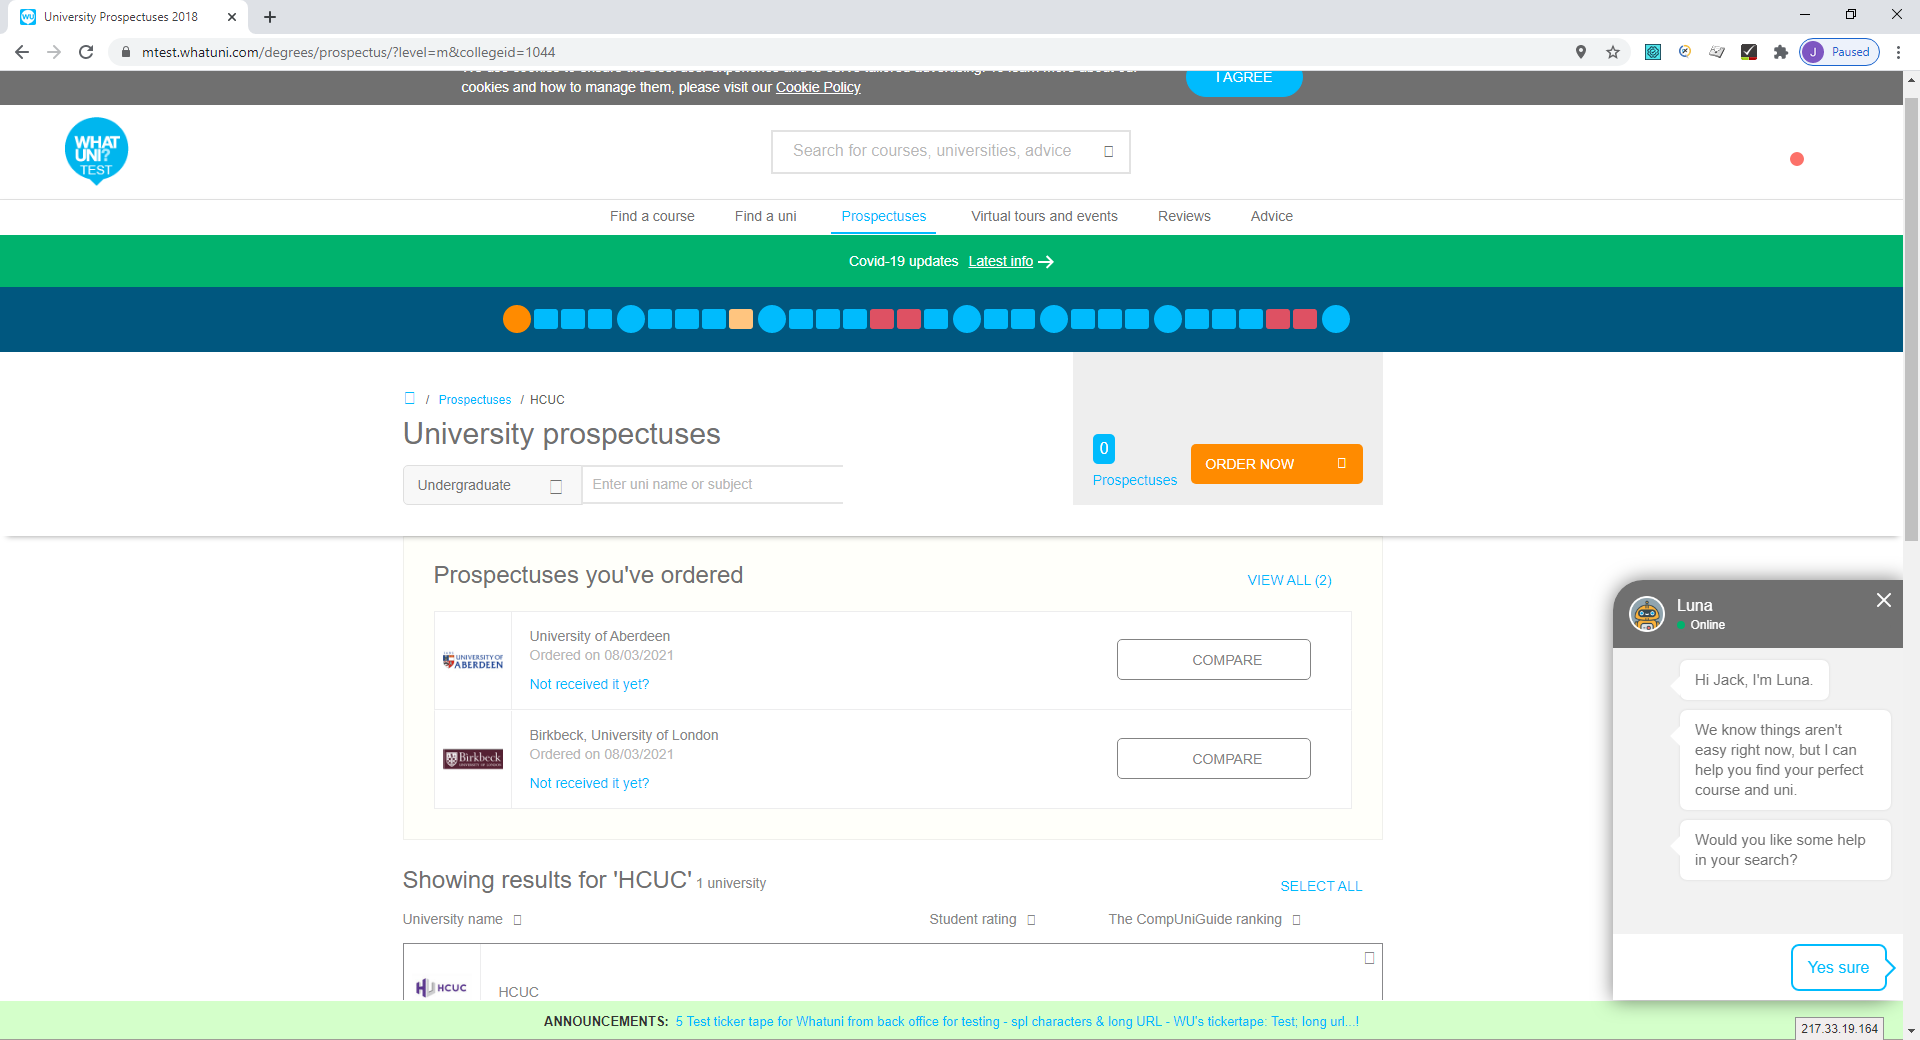 University Prospectuses 2018
mtest.whatuni.com/degrees/prospectus/?level=m&collegeid=1044
J Paused
cookies and how to manage them, please visit our Cookie Policy
I AGREE
WHAT
UNI?
TEST
Search for courses, universities, advice
Find a course Find a uni Prospectuses Virtual tours and events Reviews Advice
Covid-19 updates Latest info
/ Prospectuses / HCUC
University prospectuses
Undergraduate Enter uni name or subject
0
Prospectuses
ORDER NOW
Prospectuses you've ordered
VIEW ALL (2)
UNIVERSITY OF
ABERDEEN
University of Aberdeen
Ordered on 08/03/2021
Not received it yet?
COMPARE
Birkbeck
Birkbeck, University of London
Ordered on 08/03/2021
Not received it yet?
COMPARE
Showing results for 'HCUC' 1 university
SELECT ALL
University name Student rating The CompUniGuide ranking
HCUC
HCUC
Luna
Online
Hi Jack, I'm Luna.
We know things aren't
easy right now, but I can
help you find your perfect
course and uni.
Would you like some help
in your search?
Yes sure
ANNOUNCEMENTS: 5 Test ticker tape for Whatuni from back office for testing - spl characters & long URL - WU's tickertape: Test; long url...!
217.33.19.164